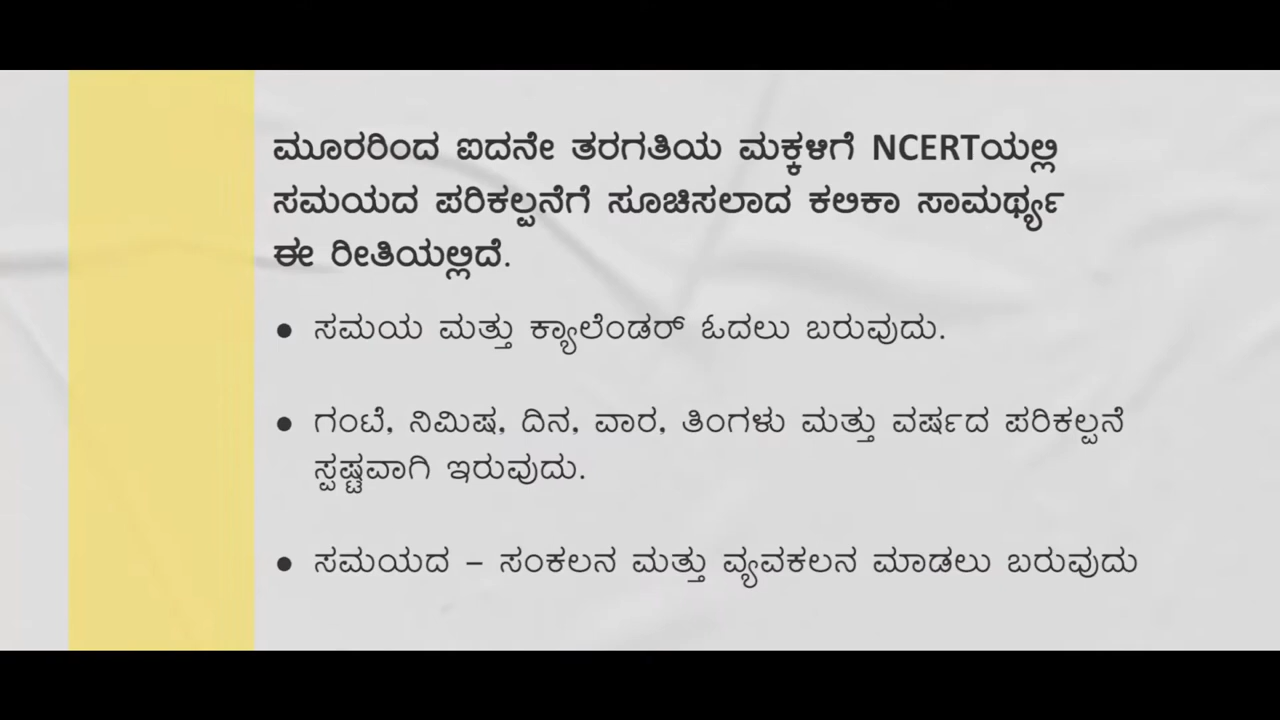 ಮೂರರಿಂದ ಐದನೇ ತರಗತಿಯ ಮಕ್ಕಳಿಗೆ NCERTಯಲ್ಲಿ
ಸಮಯದ ಪರಿಕಲ್ಪನೆಗೆ ಸೂಚಿಸಲಾದ ಕಲಿಕಾ ಸಾಮರ್ಥ್ಯ
ಈ ರೀತಿಯಲ್ಲಿದೆ.
● ಸಮಯ ಮತ್ತು ಕ್ಯಾಲೆಂಡರ್ ಓದಲು ಬರುವುದು.
● ಗಂಟೆ, ನಿಮಿಷ, ದಿನ, ವಾರ, ತಿಂಗಳು ಮತ್ತು ವರ್ಷದ ಪರಿಕಲ್ಪನೆ
ಸ್ಪಷ್ಟವಾಗಿ ಇರುವುದು.
● ಸಮಯದ – ಸಂಕಲನ ಮತ್ತು ವ್ಯವಕಲನ ಮಾಡಲು ಬರುವುದು